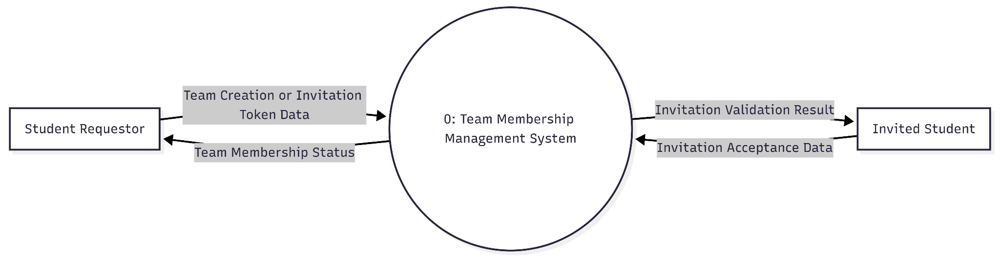 Student Requestor
Team Creation or Invitation
Token Data
Team Membership Status
0: Team Membership
Management System
Invitation Validation Result
Invitation Acceptance Data
Invited Student